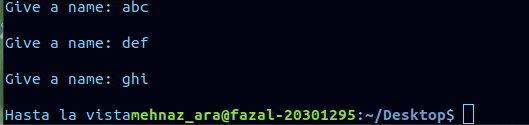 Give a name: abc
Give a name: def
Give a name: ghi
Hasta la vistamehnaz_ara@fazal-20301295:~/Desktop$